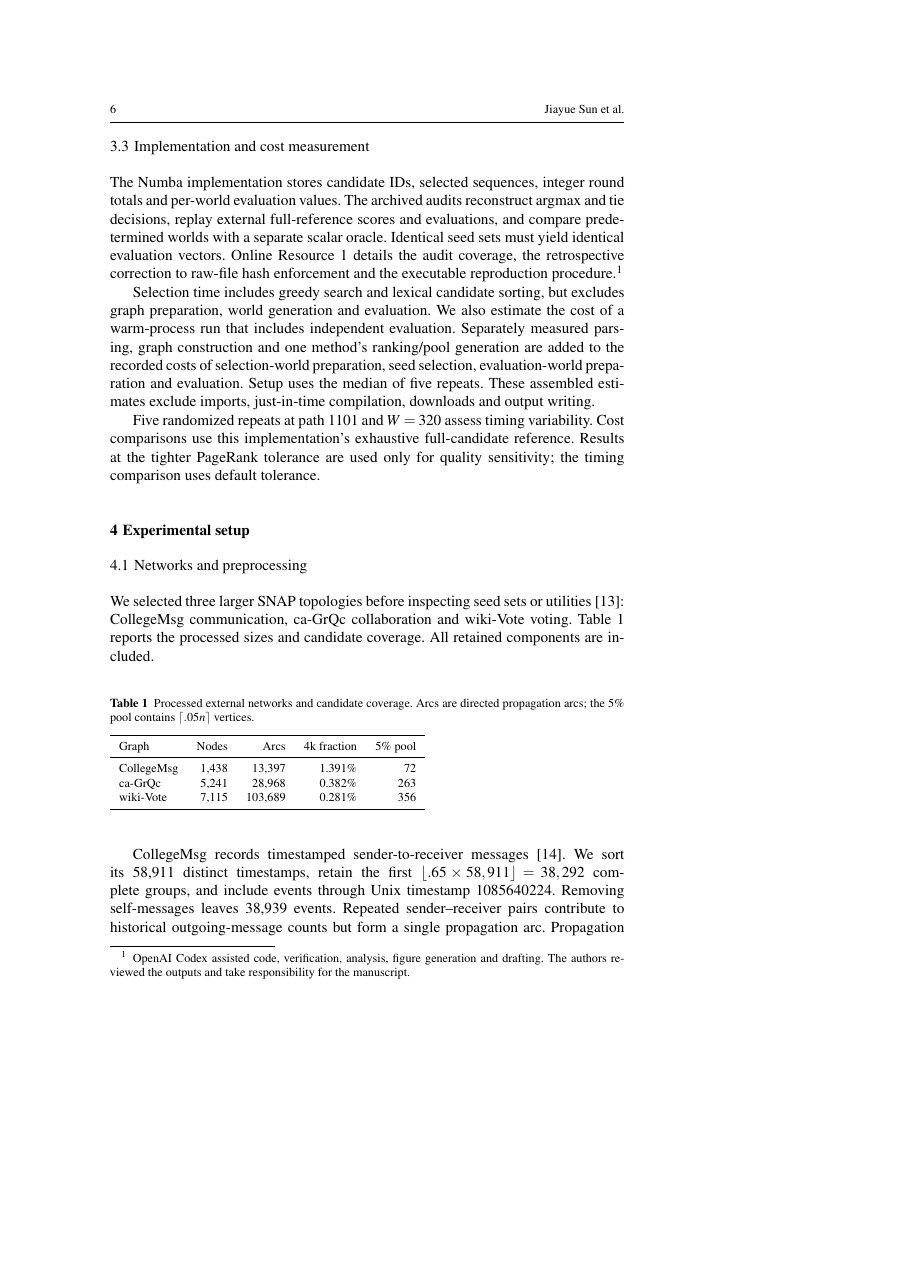 6 Jiayue Sun et al.
3.3 Implementation and cost measurement
The Numba implementation stores candidate IDs, selected sequences, integer round
totals and per-world evaluation values. The archived audits reconstruct argmax and tie
decisions, replay external full-reference scores and evaluations, and compare prede-
termined worlds with a separate scalar oracle. Identical seed sets must yield identical
evaluation vectors. Online Resource 1 details the audit coverage, the retrospective
correction to raw-file hash enforcement and the executable reproduction procedure.1
Selection time includes greedy search and lexical candidate sorting, but excludes
graph preparation, world generation and evaluation. We also estimate the cost of a
warm-process run that includes independent evaluation. Separately measured pars-
ing, graph construction and one method's ranking/pool generation are added to the
recorded costs of selection-world preparation, seed selection, evaluation-world prepa-
ration and evaluation. Setup uses the median of five repeats. These assembled esti-
mates exclude imports, just-in-time compilation, downloads and output writing.
Five randomized repeats at path 1101 and W = 320 assess timing variability. Cost
comparisons use this implementation's exhaustive full-candidate reference. Results
at the tighter PageRank tolerance are used only for quality sensitivity; the timing
comparison uses default tolerance.
4 Experimental setup
4.1 Networks and preprocessing
We selected three larger SNAP topologies before inspecting seed sets or utilities [13]:
CollegeMsg communication, ca-GrQc collaboration and wiki-Vote voting. Table 1
reports the processed sizes and candidate coverage. All retained components are in-
cluded.
Table 1 Processed external networks and candidate coverage. Arcs are directed propagation arcs; the 5%
pool contains ⌈.05n⌉ vertices.
Graph Nodes Arcs 4k fraction 5% pool
CollegeMsg 1,438 13,397 1.391% 72
ca-GrQc 5,241 28,968 0.382% 263
wiki-Vote 7,115 103,689 0.281% 356
CollegeMsg records timestamped sender-to-receiver messages [14]. We sort
its 58,911 distinct timestamps, retain the first ⌊.65 × 58,911⌋ = 38,292 com-
plete groups, and include events through Unix timestamp 1085640224. Removing
self-messages leaves 38,939 events. Repeated sender–receiver pairs contribute to
historical outgoing-message counts but form a single propagation arc. Propagation
1 OpenAI Codex assisted code, verification, analysis, figure generation and drafting. The authors re-
viewed the outputs and take responsibility for the manuscript.